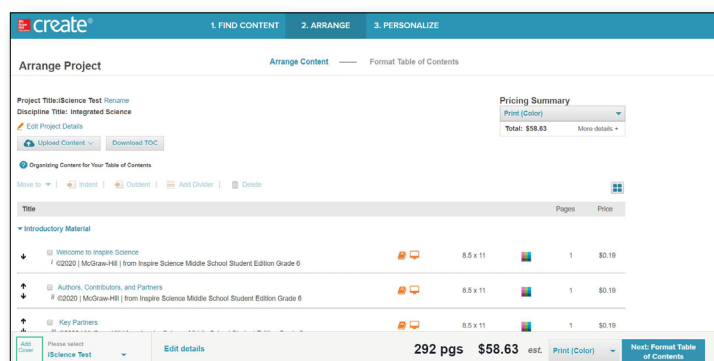 create®
1. FIND CONTENT 2. ARRANGE 3. PERSONALIZE
Arrange Project
Arrange Content Format Table of Contents
Project Title:iScience Test Rename
Discipline Title: Integrated Science
Edit Project Details
Upload Content Download TOC
Pricing Summary
Print (Color)
Total: $58.63 More details +
Organizing Content for Your Table of Contents
Move to | Indent | Outdent | Add Divider | Delete
Title Pages Price
Introductory Material
Welcome to Inspire Science 8.5 x 11 1 $0.19
i ©2020 | McGraw-Hill | from Inspire Science Middle School Student Edition Grade 6
Authors, Contributors, and Partners 8.5 x 11 1 $0.19
ii ©2020 | McGraw-Hill | from Inspire Science Middle School Student Edition Grade 6
Key Partners 8.5 x 11 1 $0.19
Add Cover
Please select
iScience Test
Edit details
292 pgs $58.63 est. Print (Color)
Next: Format Table
of Contents